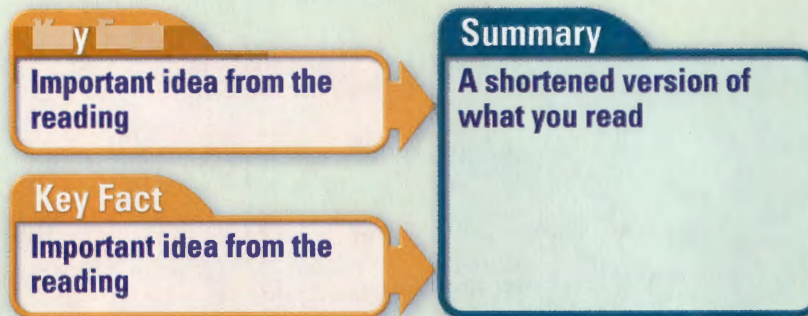 Important idea from the
reading
Key Fact
Important idea from the
reading
Summary
A shortened version of
what you read